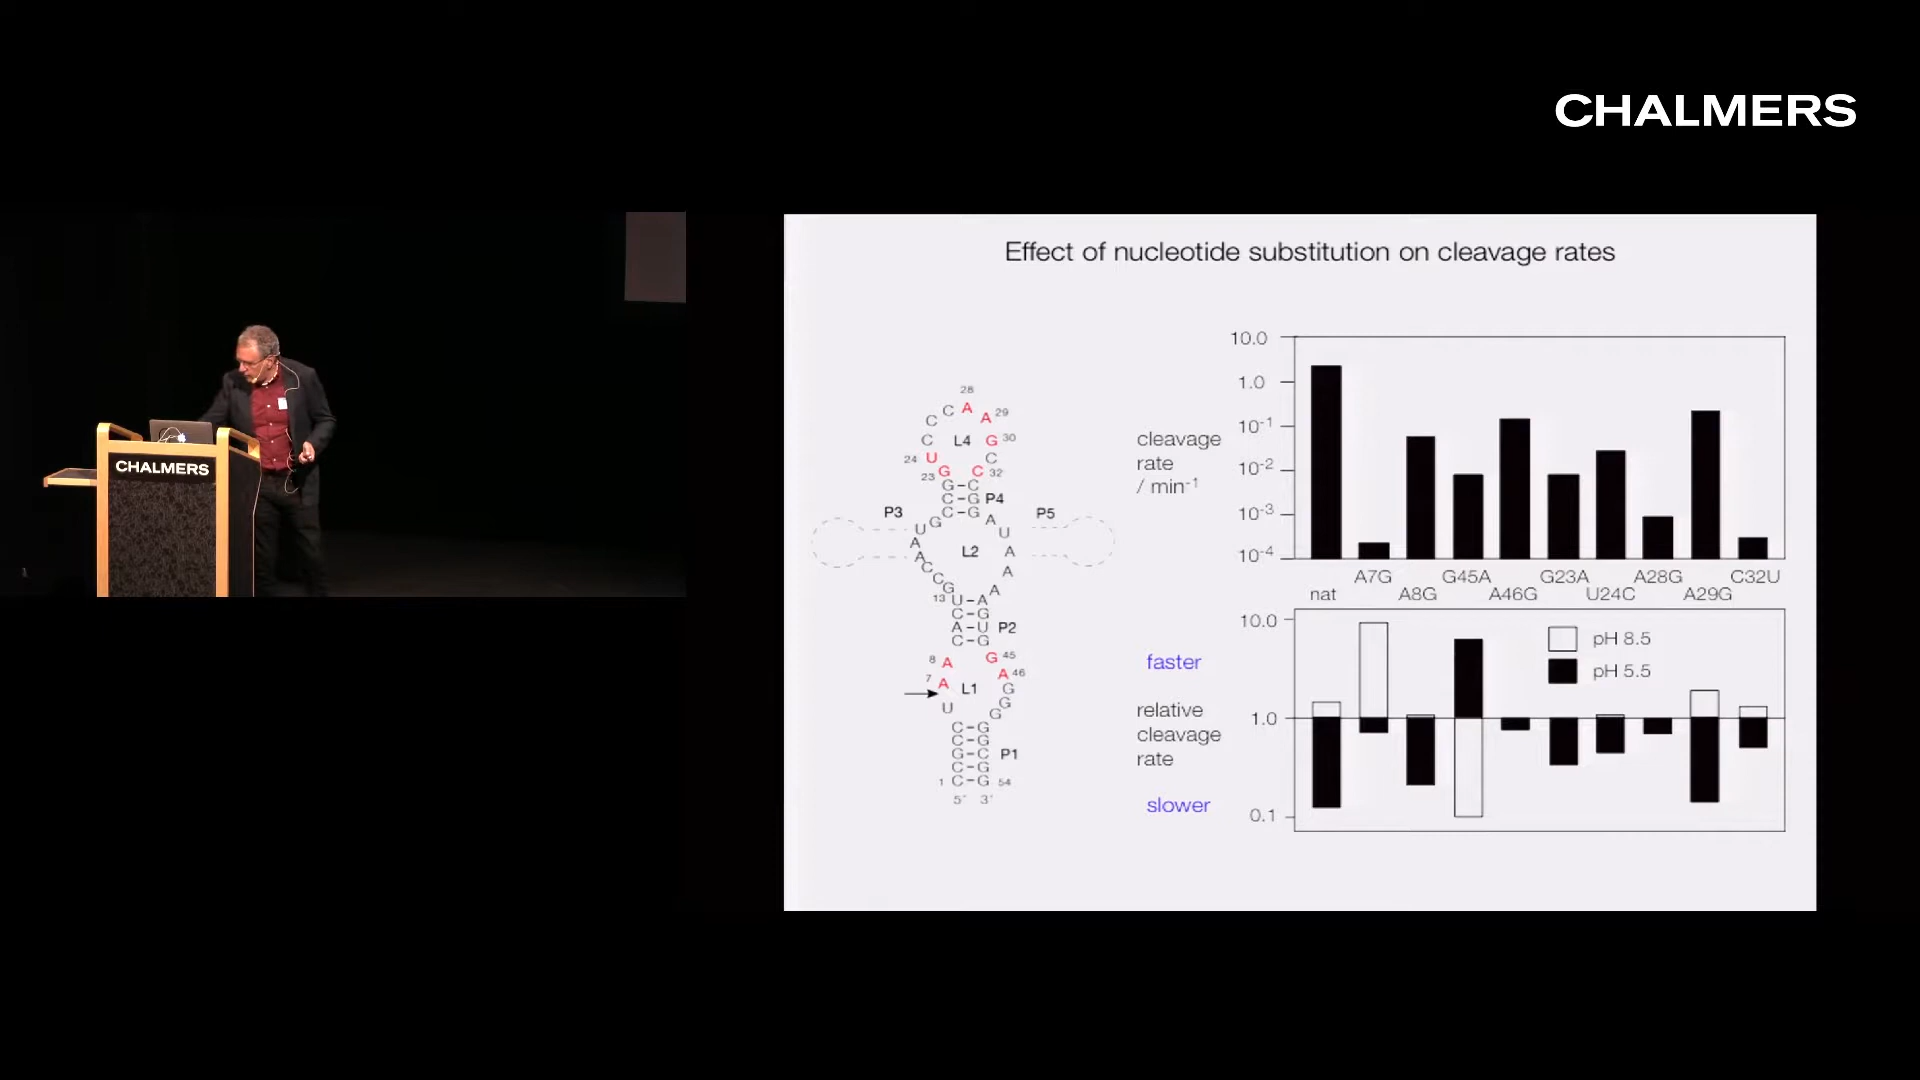 CHALMERS
CHALMERS
Effect of nucleotide substitution on cleavage rates
28
C A A 29
C
C L4 G 30
24 U C
23 G C 32
G-C
C-G P4
C-G
P3 G A P5
U U
A L2 A
A A
C
C A
G
13 U-A
C-G
A-U P2
C-G
8 A G 45
7 A A 46
L1 G
U G
G
C-G
C-G
G-C P1
C-G
1 C-G 54
5´ 3´
cleavage
rate
/ min-1
10.0
1.0
10-1
10-2
10-3
10-4
A7G G45A G23A A28G C32U
nat A8G A46G U24C A29G
faster
relative
cleavage
rate
slower
10.0
1.0
0.1
pH 8.5
pH 5.5